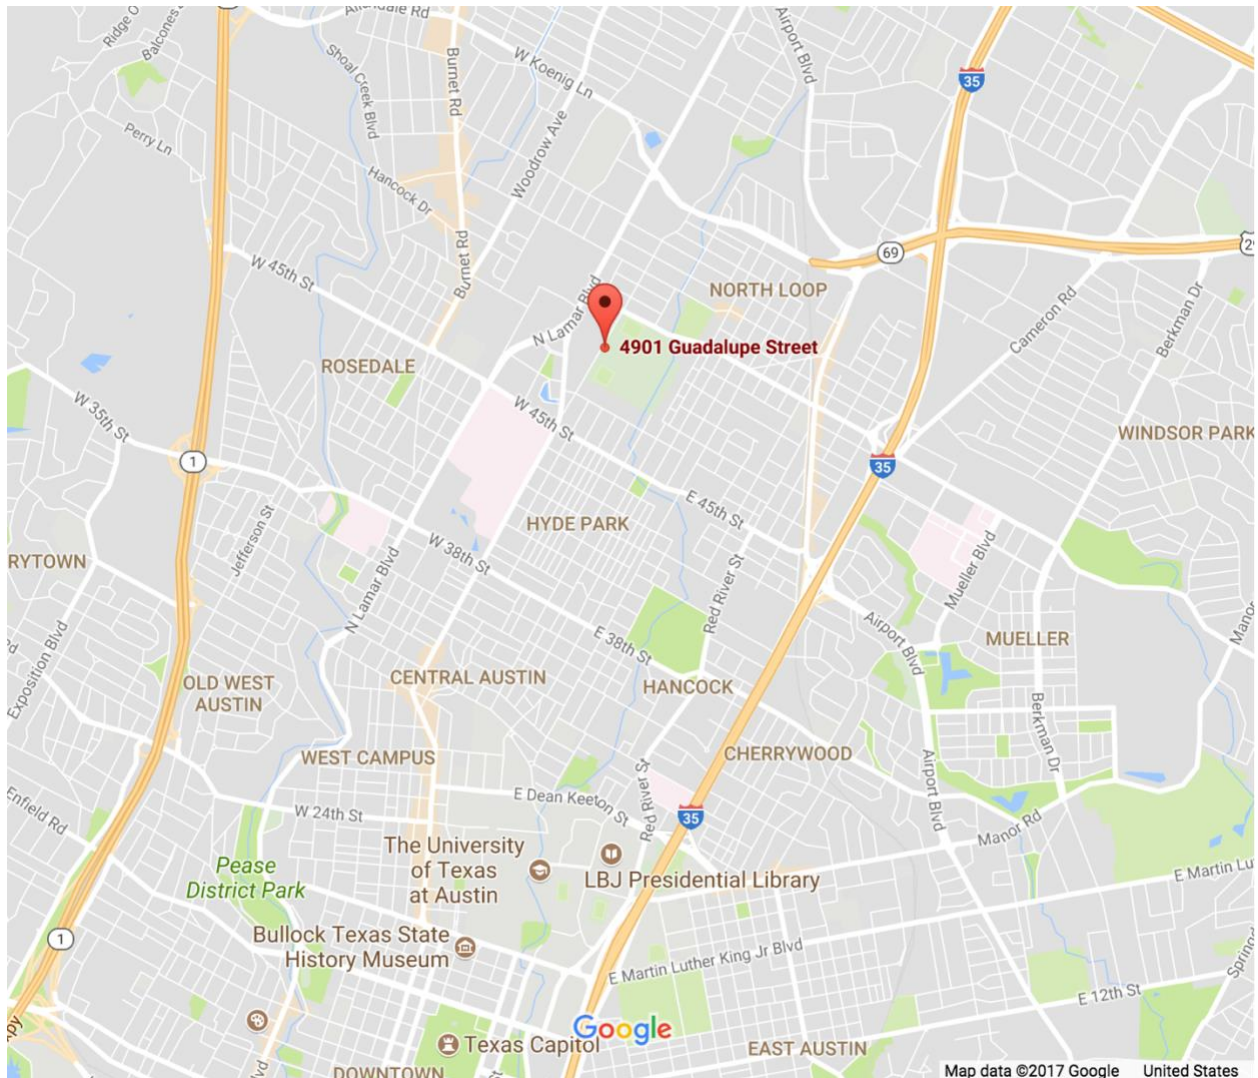 Allandale Rd
Ridge O
Balcones
Burnet Rd
Shoal Creek Blvd
W Koenig Ln
Airport Blvd
35
Perry Ln
Woodrow Ave
Hancock Dr
69
29
W 45th St
Burnet Rd
N Lamar Blvd
NORTH LOOP
Cameron Rd
Berkman Dr
4901 Guadalupe Street
ROSEDALE
W 35th St
W 45th St
WINDSOR PARK
1
35
E 45th St
HYDE PARK
Jefferson St
W 38th St
Mueller Blvd
RYTOWN
N Lamar Blvd
Red River St
Airport Blvd
Manor
MUELLER
Rd
Exposition Blvd
E 38th St
CENTRAL AUSTIN
OLD WEST
AUSTIN
HANCOCK
Berkman Dr
WEST CAMPUS
CHERRYWOOD
Airport Blvd
Red River St
E Dean Keeton St
Enfield Rd
W 24th St
35
Manor Rd
The University
of Texas
at Austin
LBJ Presidential Library
Pease
District Park
E Martin Lu
1
Bullock Texas State
History Museum
E Martin Luther King Jr Blvd
Springd
E 12th St
Google
Texas Capitol
EAST AUSTIN
DOWNTOWN
lvd
py
Map data ©2017 Google United States